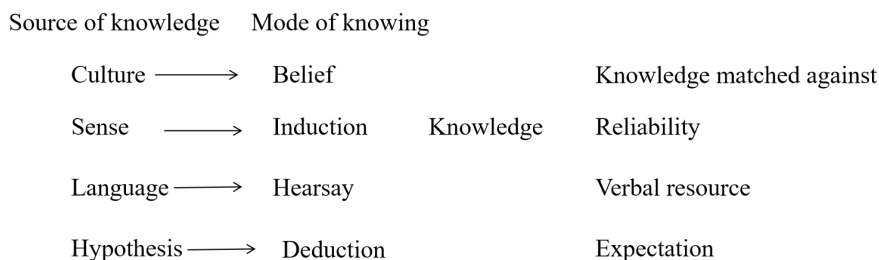 Source of knowledge Mode of knowing
Culture Belief Knowledge matched against
Sense Induction Knowledge Reliability
Language Hearsay Verbal resource
Hypothesis Deduction Expectation